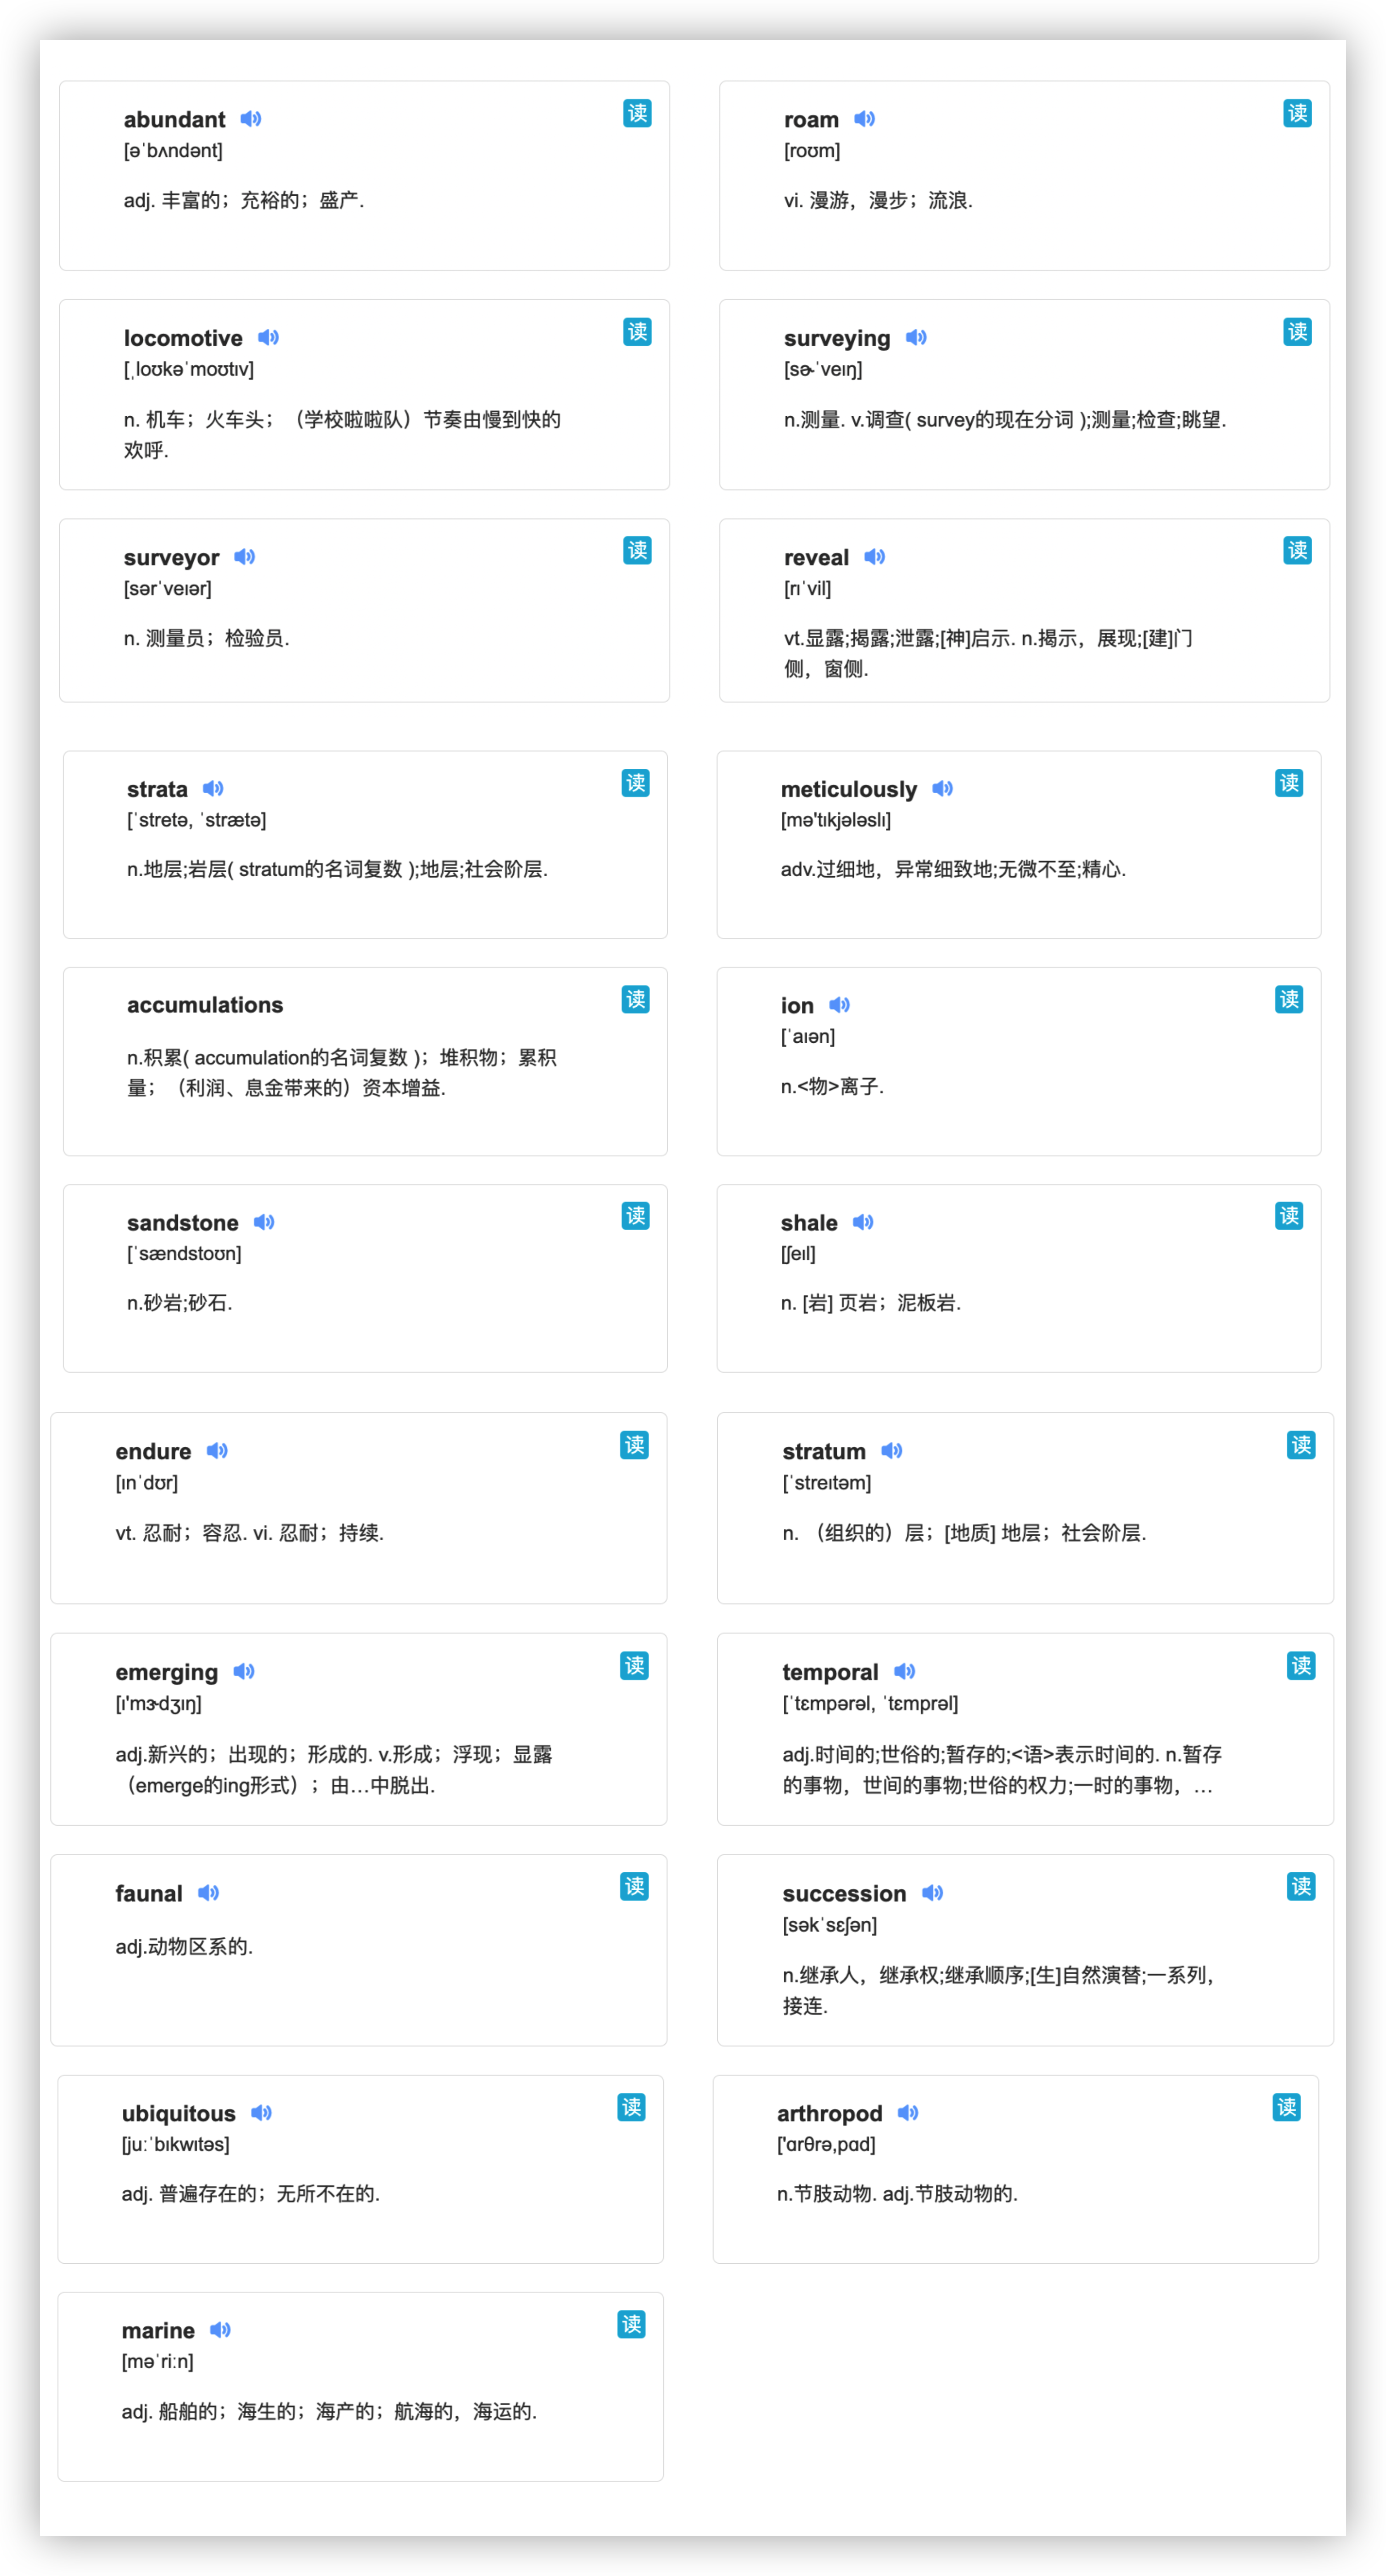 abundant 读
[əˈbʌndənt]
adj. 丰富的；充裕的；盛产.
roam 读
[roʊm]
vi. 漫游，漫步；流浪.
locomotive 读
[ˌloʊkəˈmoʊtɪv]
n. 机车；火车头；（学校啦啦队）节奏由慢到快的
欢呼.
surveying 读
[sɚˈveɪŋ]
n.测量. v.调查( survey的现在分词 );测量;检查;眺望.
surveyor 读
[sərˈveɪər]
n. 测量员；检验员.
reveal 读
[rɪˈvil]
vt.显露;揭露;泄露;[神]启示. n.揭示，展现;[建]门
侧，窗侧.
strata 读
[ˈstretə, ˈstrætə]
n.地层;岩层( stratum的名词复数 );地层;社会阶层.
meticulously 读
[mə'tɪkjələslɪ]
adv.过细地，异常细致地;无微不至;精心.
accumulations 读
n.积累( accumulation的名词复数 )；堆积物；累积
量；（利润、息金带来的）资本增益.
ion 读
[ˈaɪən]
n.<物>离子.
sandstone 读
[ˈsændstoʊn]
n.砂岩;砂石.
shale 读
[ʃeɪl]
n. [岩] 页岩；泥板岩.
endure 读
[ɪnˈdʊr]
vt. 忍耐；容忍. vi. 忍耐；持续.
stratum 读
[ˈstreɪtəm]
n. （组织的）层；[地质] 地层；社会阶层.
emerging 读
[ɪ'mɝdʒɪŋ]
adj.新兴的；出现的；形成的. v.形成；浮现；显露
（emerge的ing形式）；由…中脱出.
temporal 读
[ˈtɛmpərəl, ˈtɛmprəl]
adj.时间的;世俗的;暂存的;<语>表示时间的. n.暂存
的事物，世间的事物;世俗的权力;一时的事物，…
faunal 读
adj.动物区系的.
succession 读
[səkˈsɛʃən]
n.继承人，继承权;继承顺序;[生]自然演替;一系列，
接连.
ubiquitous 读
[juːˈbɪkwɪtəs]
adj. 普遍存在的；无所不在的.
arthropod 读
['ɑrθrə,pɑd]
n.节肢动物. adj.节肢动物的.
marine 读
[məˈriːn]
adj. 船舶的；海生的；海产的；航海的，海运的.